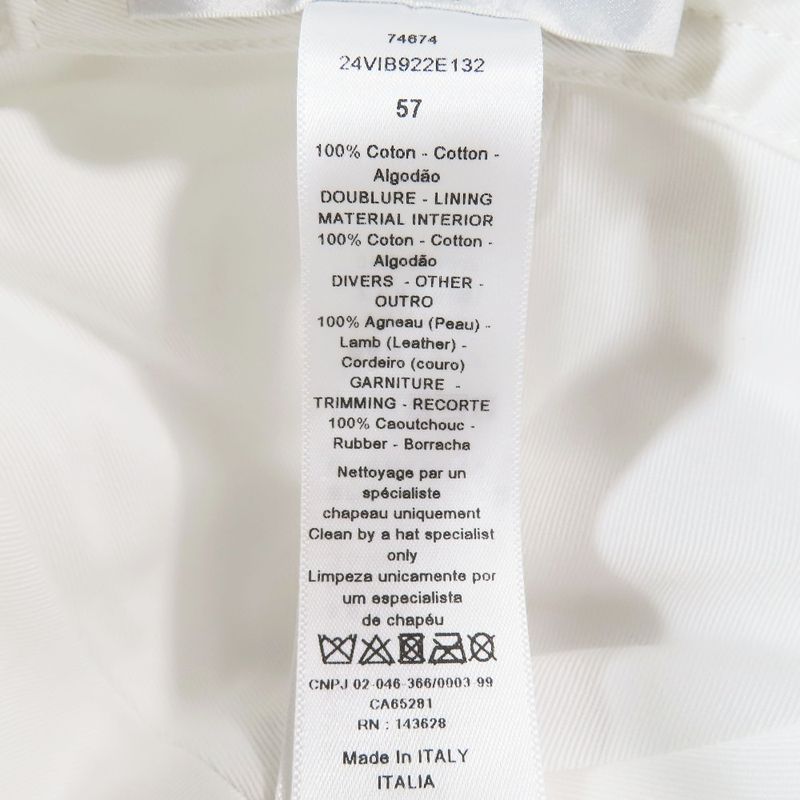 74674
24VIB922E132
57
100% Coton - Cotton -
Algodão
DOUBLURE - LINING
MATERIAL INTERIOR
100% Coton - Cotton -
Algodão
DIVERS - OTHER -
OUTRO
100% Agneau (Peau) -
Lamb (Leather) -
Cordeiro (couro)
GARNITURE -
TRIMMING - RECORTE
100% Caoutchouc -
Rubber - Borracha
Nettoyage par un
spécialiste
chapeau uniquement
Clean by a hat specialist
only
Limpeza unicamente por
um especialista
de chapéu
CNPJ 02-046-366/0003-99
CA65281
RN : 143628
Made In ITALY
ITALIA